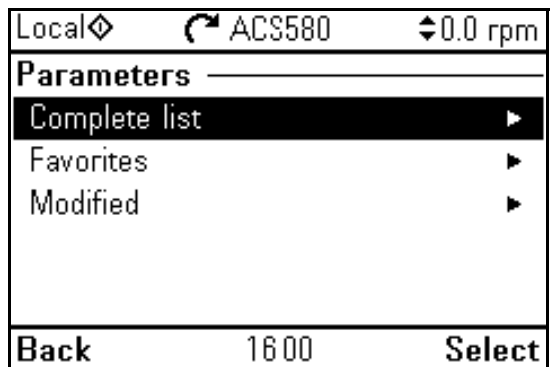 Local ACS580 0.0 rpm
Parameters
Complete list
Favorites
Modified
Back 16:00 Select